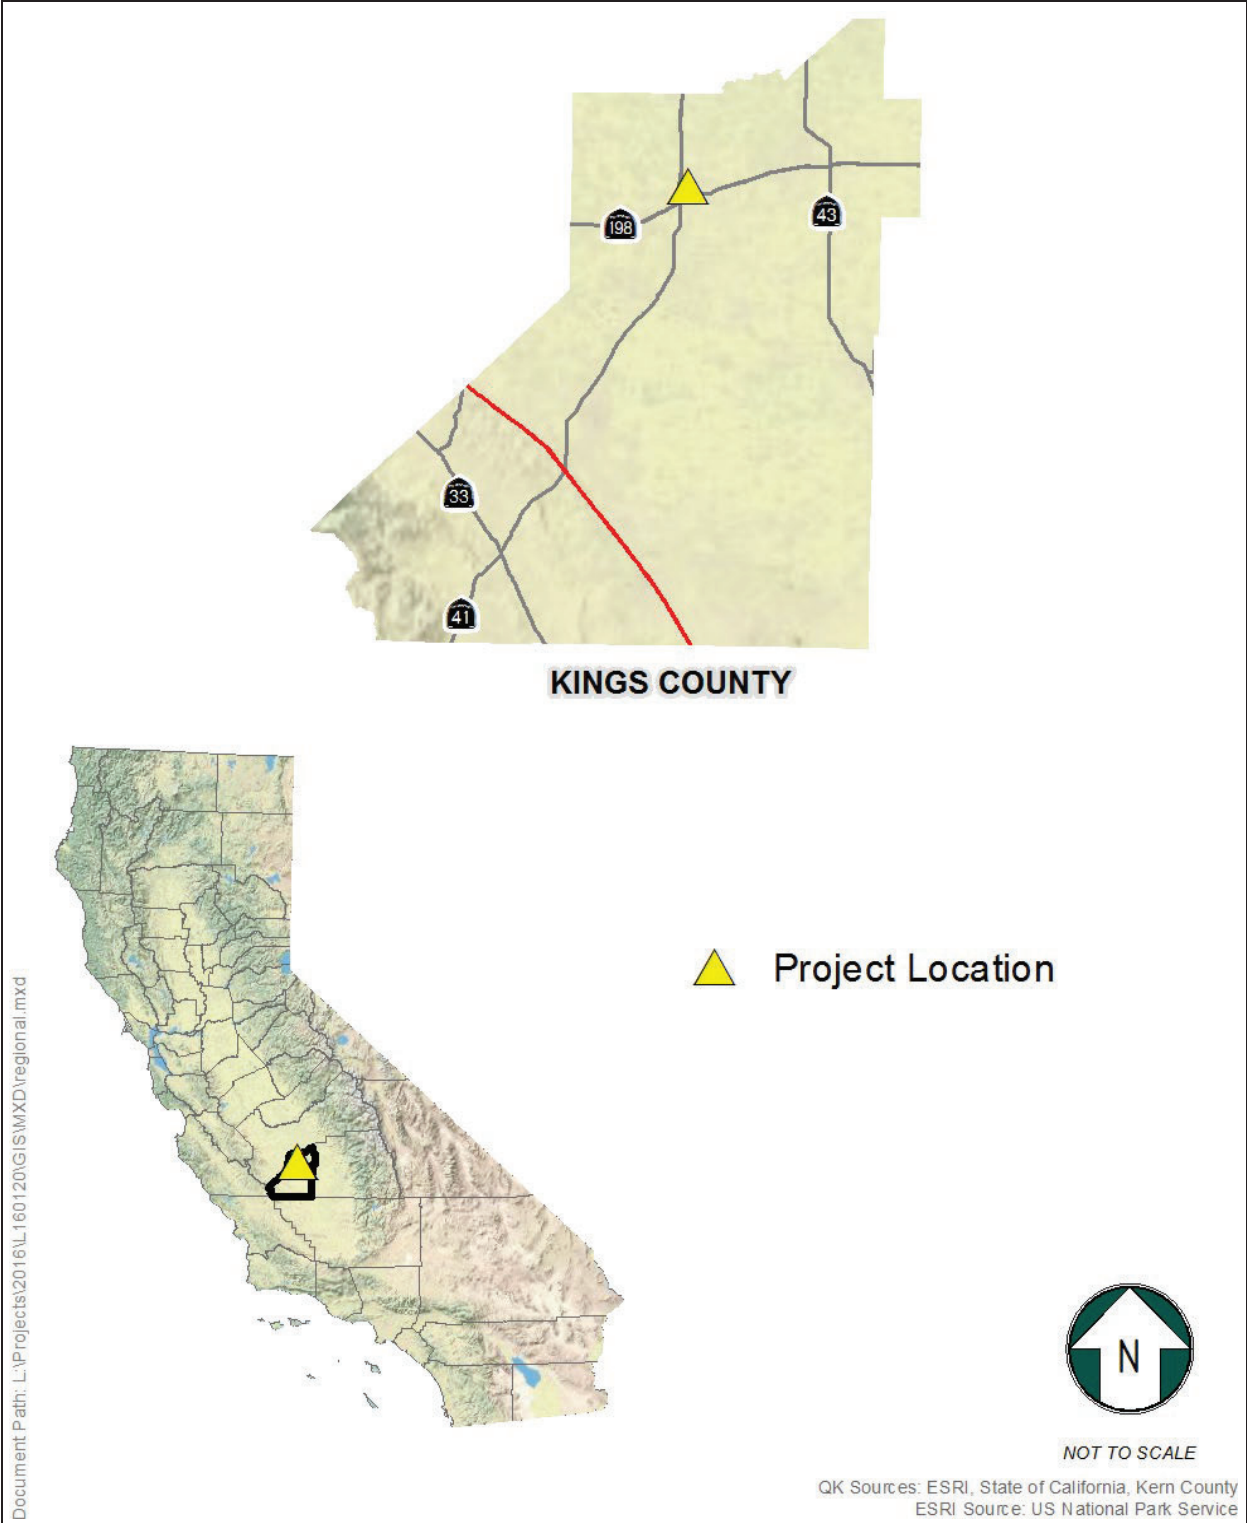 198
43
33
41
KINGS COUNTY
Project Location
Document Path: L:\Projects\2016\L160120\GIS\MXD\regional.mxd
N
NOT TO SCALE
QK Sources: ESRI, State of California, Kern County
ESRI Source: US National Park Service